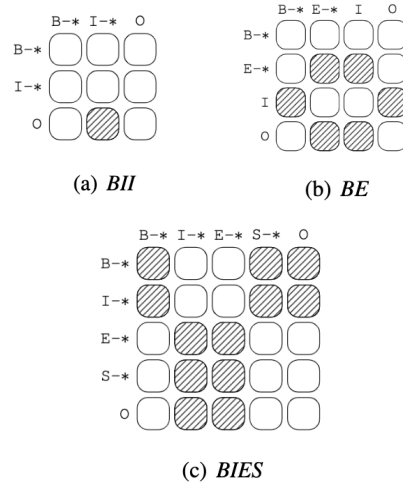 B-* I-* O
B-*
I-*
O
(a) BII
B-* E-* I O
B-*
E-*
I
O
(b) BE
B-* I-* E-* S-* O
B-*
I-*
E-*
S-*
O
(c) BIES